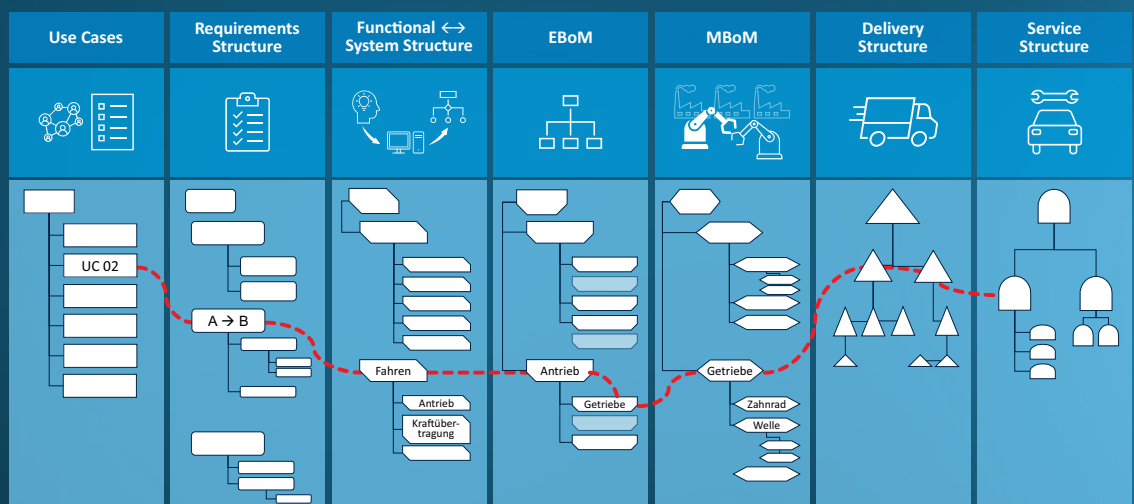 Use Cases
Requirements
Structure
Functional ↔
System Structure
EBoM
MBoM
Delivery
Structure
Service
Structure
UC 02
A → B
Fahren
Antrieb
Kraftüber-
tragung
Antrieb
Getriebe
Getriebe
Zahnrad
Welle